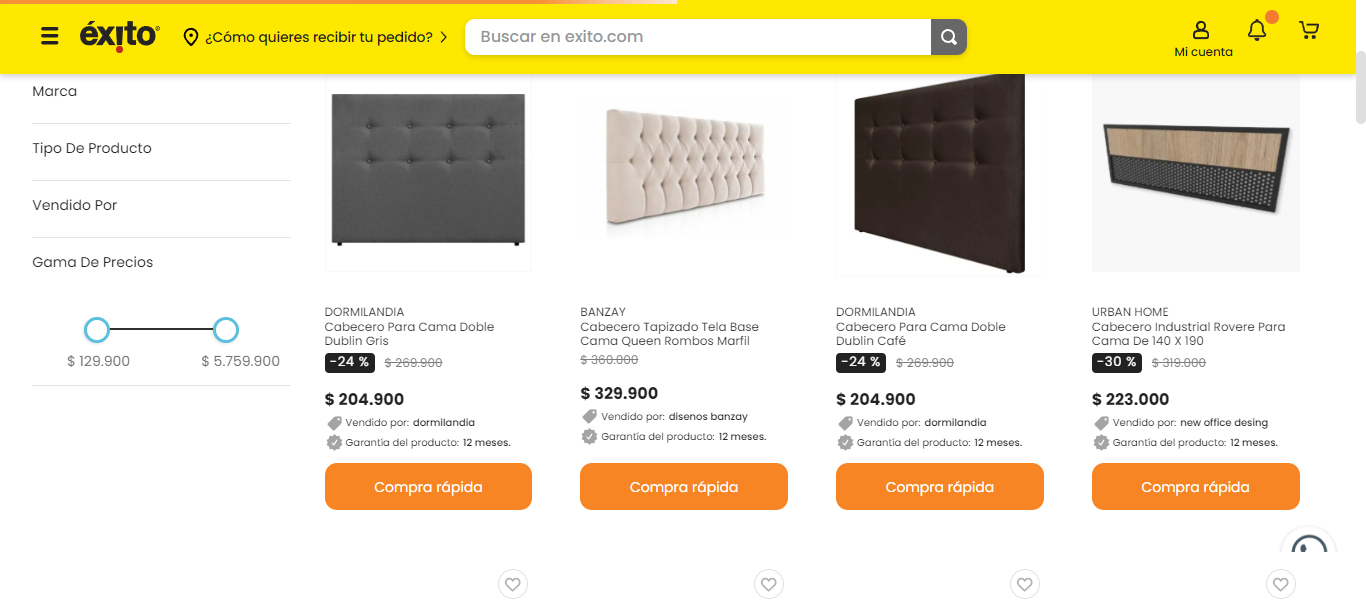 éxito
¿Cómo quieres recibir tu pedido?
Buscar en exito.com
Mi cuenta
Marca
Tipo De Producto
Vendido Por
Gama De Precios
$ 129.900
$ 5.759.900
DORMILANDIA
Cabecero Para Cama Doble
Dublin Gris
-24 % $ 269.900
$ 204.900
Vendido por: dormilandia
Garantía del producto: 12 meses.
Compra rápida
BANZAY
Cabecero Tapizado Tela Base
Cama Queen Rombos Marfil
$ 360.000
$ 329.900
Vendido por: disenos banzay
Garantía del producto: 12 meses.
Compra rápida
DORMILANDIA
Cabecero Para Cama Doble
Dublin Café
-24 % $ 269.900
$ 204.900
Vendido por: dormilandia
Garantía del producto: 12 meses.
Compra rápida
URBAN HOME
Cabecero Industrial Rovere Para
Cama De 140 X 190
-30 % $ 319.000
$ 223.000
Vendido por: new office desing
Garantía del producto: 12 meses.
Compra rápida